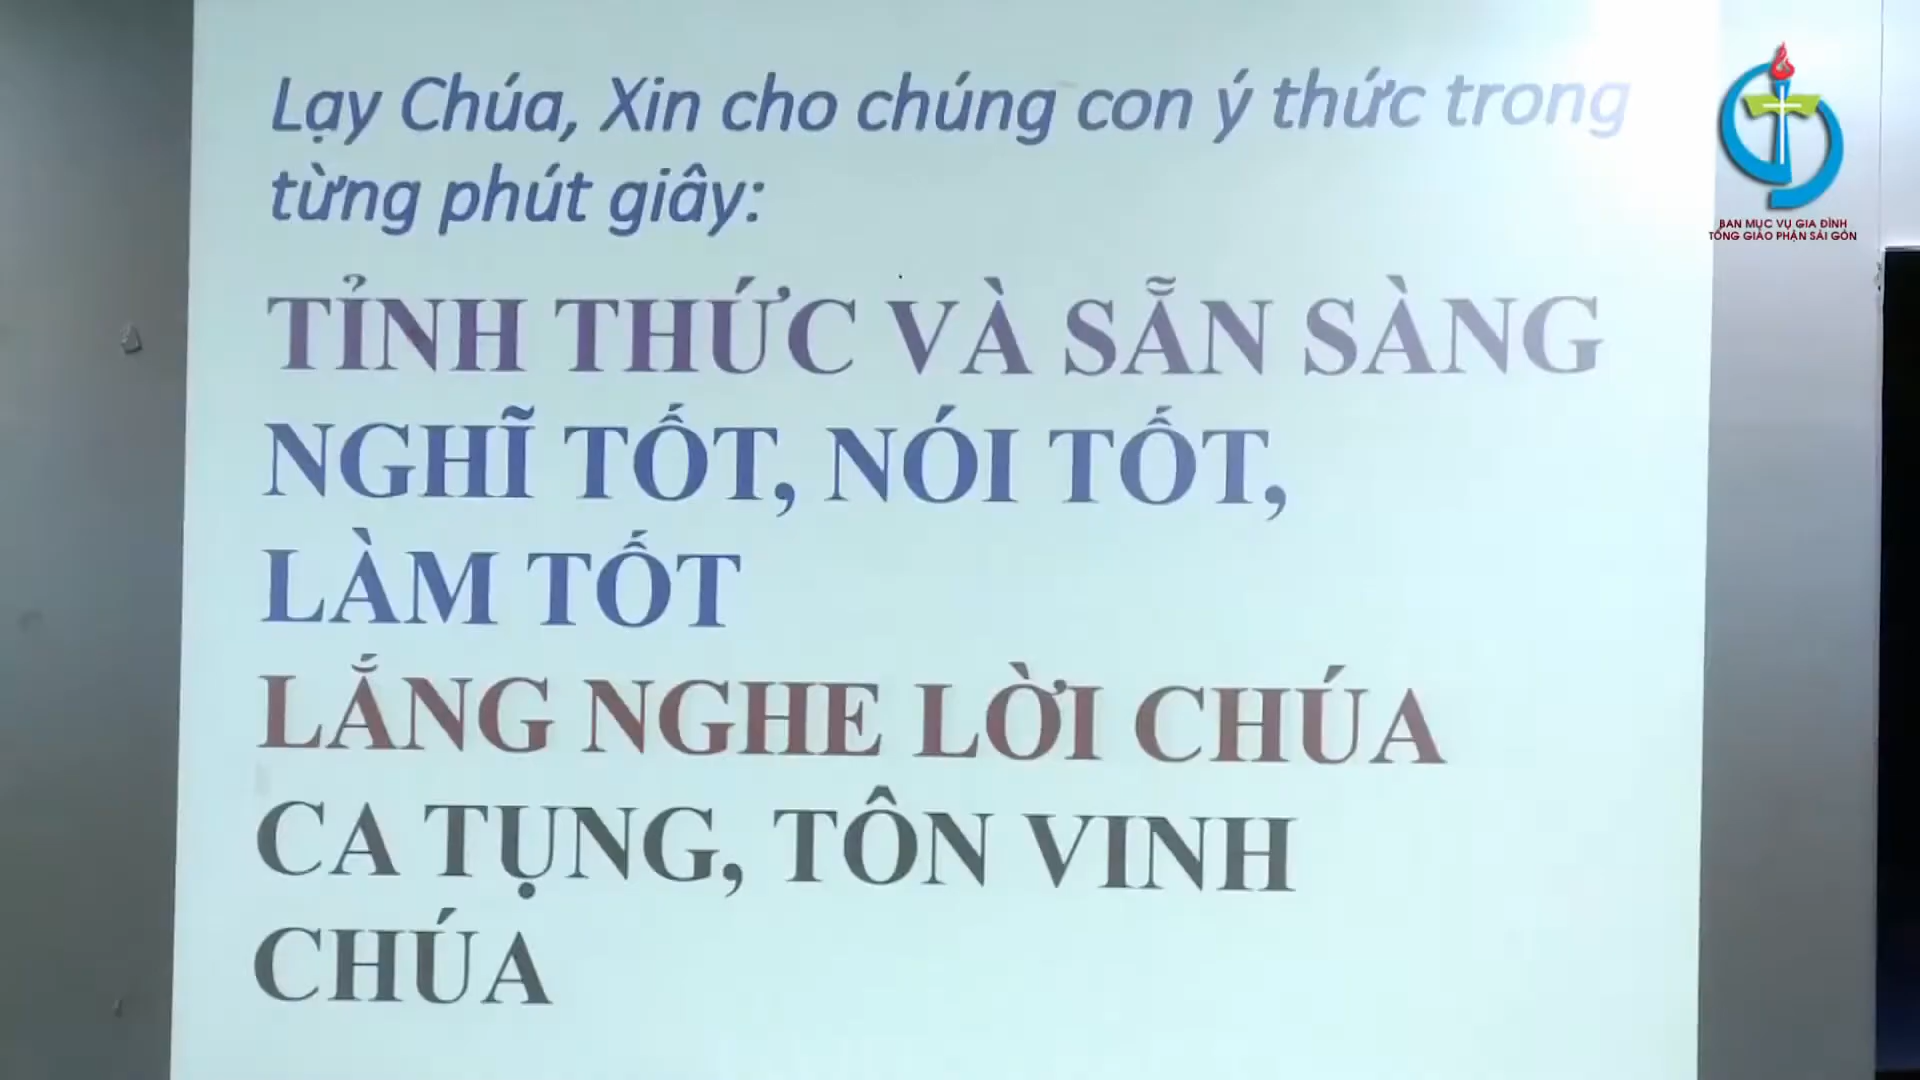 Lạy Chúa, Xin cho chúng con ý thức trong
từng phút giây:
TỈNH THỨC VÀ SẴN SÀNG
NGHĨ TỐT, NÓI TỐT,
LÀM TỐT
LẮNG NGHE LỜI CHÚA
CA TỤNG, TÔN VINH
CHÚA
BAN MỤC VỤ GIA ĐÌNH
TỔNG GIÁO PHẬN SÀI GÒN